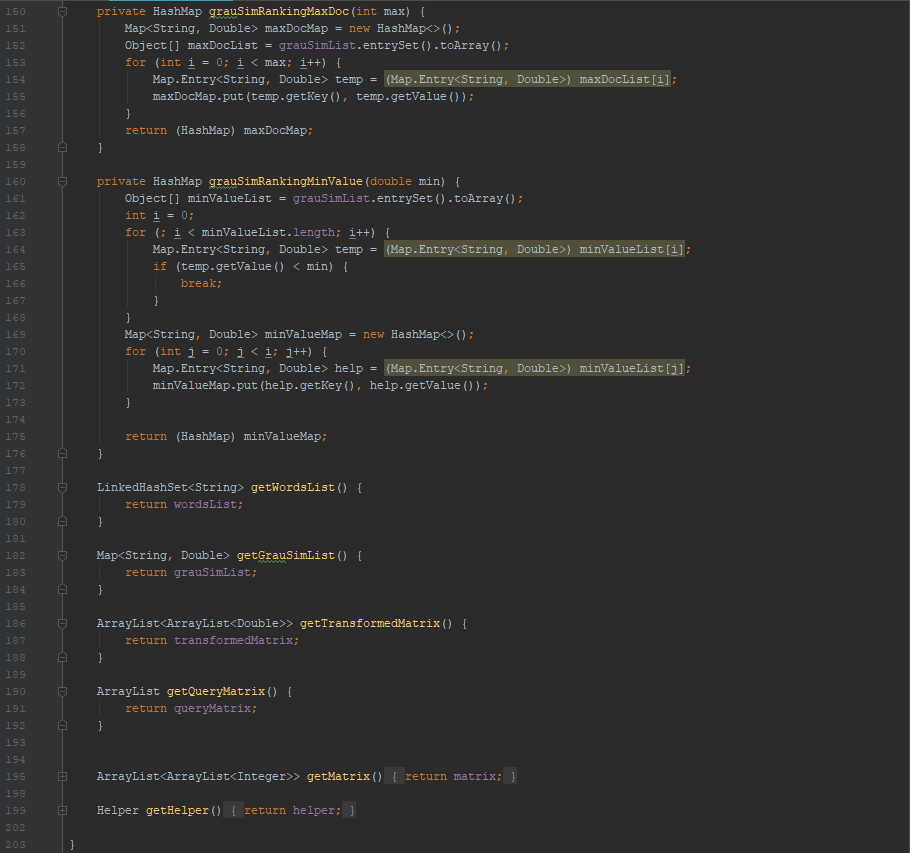 150 private HashMap grauSimRankingMaxDoc(int max) {
151 Map<String, Double> maxDocMap = new HashMap<>();
152 Object[] maxDocList = grauSimList.entrySet().toArray();
153 for (int i = 0; i < max; i++) {
154 Map.Entry<String, Double> temp = (Map.Entry<String, Double>) maxDocList[i];
155 maxDocMap.put(temp.getKey(), temp.getValue());
156 }
157 return (HashMap) maxDocMap;
158 }
159
160 private HashMap grauSimRankingMinValue(double min) {
161 Object[] minValueList = grauSimList.entrySet().toArray();
162 int i = 0;
163 for (; i < minValueList.length; i++) {
164 Map.Entry<String, Double> temp = (Map.Entry<String, Double>) minValueList[i];
165 if (temp.getValue() < min) {
166 break;
167 }
168 }
169 Map<String, Double> minValueMap = new HashMap<>();
170 for (int j = 0; j < i; j++) {
171 Map.Entry<String, Double> help = (Map.Entry<String, Double>) minValueList[j];
172 minValueMap.put(help.getKey(), help.getValue());
173 }
174
175 return (HashMap) minValueMap;
176 }
177
178 LinkedHashSet<String> getWordsList() {
179 return wordsList;
180 }
181
182 Map<String, Double> getGrauSimList() {
183 return grauSimList;
184 }
185
186 ArrayList<ArrayList<Double>> getTransformedMatrix() {
187 return transformedMatrix;
188 }
189
190 ArrayList getQueryMatrix() {
191 return queryMatrix;
192 }
193
194
195 ArrayList<ArrayList<Integer>> getMatrix() { return matrix; }
198
199 Helper getHelper() { return helper; }
202
203 }